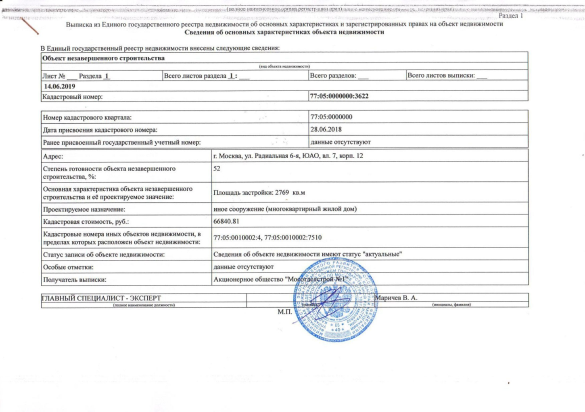 Раздел 1
Выписка из Единого государственного реестра недвижимости об основных характеристиках и зарегистрированных правах на объект недвижимости
Сведения об основных характеристиках объекта недвижимости
В Единый государственный реестр недвижимости внесены следующие сведения:
Объект незавершенного строительства
(вид объекта недвижимости)
Лист № ___ Раздела 1 Всего листов раздела 1 : ___ Всего разделов: ___ Всего листов выписки: ___
14.06.2019
Кадастровый номер: 77:05:0000000:3622
Номер кадастрового квартала: 77:05:0000000
Дата присвоения кадастрового номера: 28.06.2018
Ранее присвоенный государственный учетный номер: данные отсутствуют
Адрес: г. Москва, ул. Радиальная 6-я, ЮАО, вл. 7, корп. 12
Степень готовности объекта незавершенного
строительства, %: 52
Основная характеристика объекта незавершенного
строительства и её проектируемое значение: Площадь застройки: 2769 кв.м
Проектируемое назначение: иное сооружение (многоквартирный жилой дом)
Кадастровая стоимость, руб.: 66840.81
Кадастровые номера иных объектов недвижимости, в
пределах которых расположен объект недвижимости: 77:05:0010002:4, 77:05:0010002:7510
Статус записи об объекте недвижимости: Сведения об объекте недвижимости имеют статус "актуальные"
Особые отметки: данные отсутствуют
Получатель выписки: Акционерное общество "Мосотделстрой №1"
ГЛАВНЫЙ СПЕЦИАЛИСТ - ЭКСПЕРТ Маричев В. А.
(полное наименование должности) (инициалы, фамилия)
М.П.